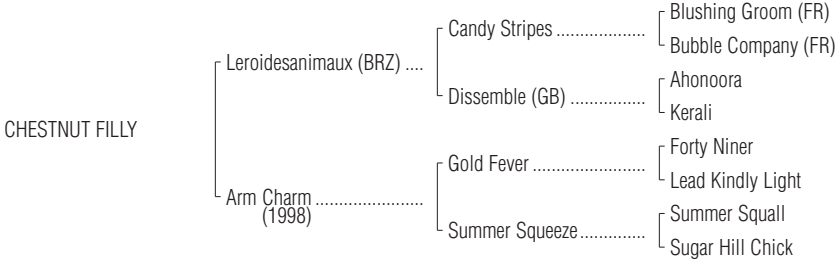 Blushing Groom (FR)
Candy Stripes ...................
Bubble Company (FR)
Leroidesanimaux (BRZ) ....
Ahonoora
Dissemble (GB) ................
Kerali
CHESTNUT FILLY
Forty Niner
Gold Fever ........................
Lead Kindly Light
Arm Charm .......................
(1998)
Summer Squall
Summer Squeeze..............
Sugar Hill Chick